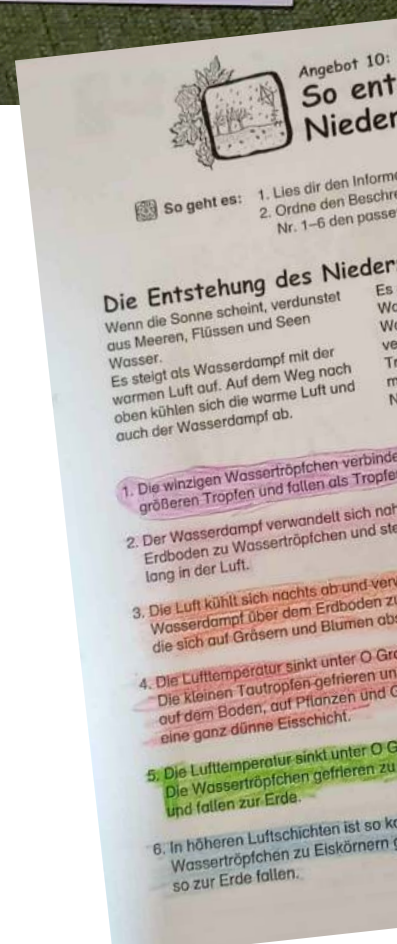 Angebot 10:
So ent
Nieder
So geht es:
1. Lies dir den Inform
2. Ordne den Beschre
Nr. 1–6 den passe
Die Entstehung des Nieder
Wenn die Sonne scheint, verdunstet
aus Meeren, Flüssen und Seen
Wasser.
Es steigt als Wasserdampf mit der
warmen Luft auf. Auf dem Weg nach
oben kühlen sich die warme Luft und
auch der Wasserdampf ab.
Es
Wa
Wa
ve
Tr
m
N
1. Die winzigen Wassertröpfchen verbinde
größeren Tropfen und fallen als Tropfe
2. Der Wasserdampf verwandelt sich nah
Erdboden zu Wassertröpfchen und ste
lang in der Luft.
3. Die Luft kühlt sich nachts ab und verw
Wasserdampf über dem Erdboden zu
die sich auf Gräsern und Blumen abs
4. Die Lufttemperatur sinkt unter 0 Gra
Die kleinen Tautropfen gefrieren un
auf dem Boden, auf Pflanzen und G
eine ganz dünne Eisschicht.
5. Die Lufttemperatur sinkt unter 0 G
Die Wassertröpfchen gefrieren zu
und fallen zur Erde.
6. In höheren Luftschichten ist so ka
Wassertröpfchen zu Eiskörnern g
so zur Erde fallen.